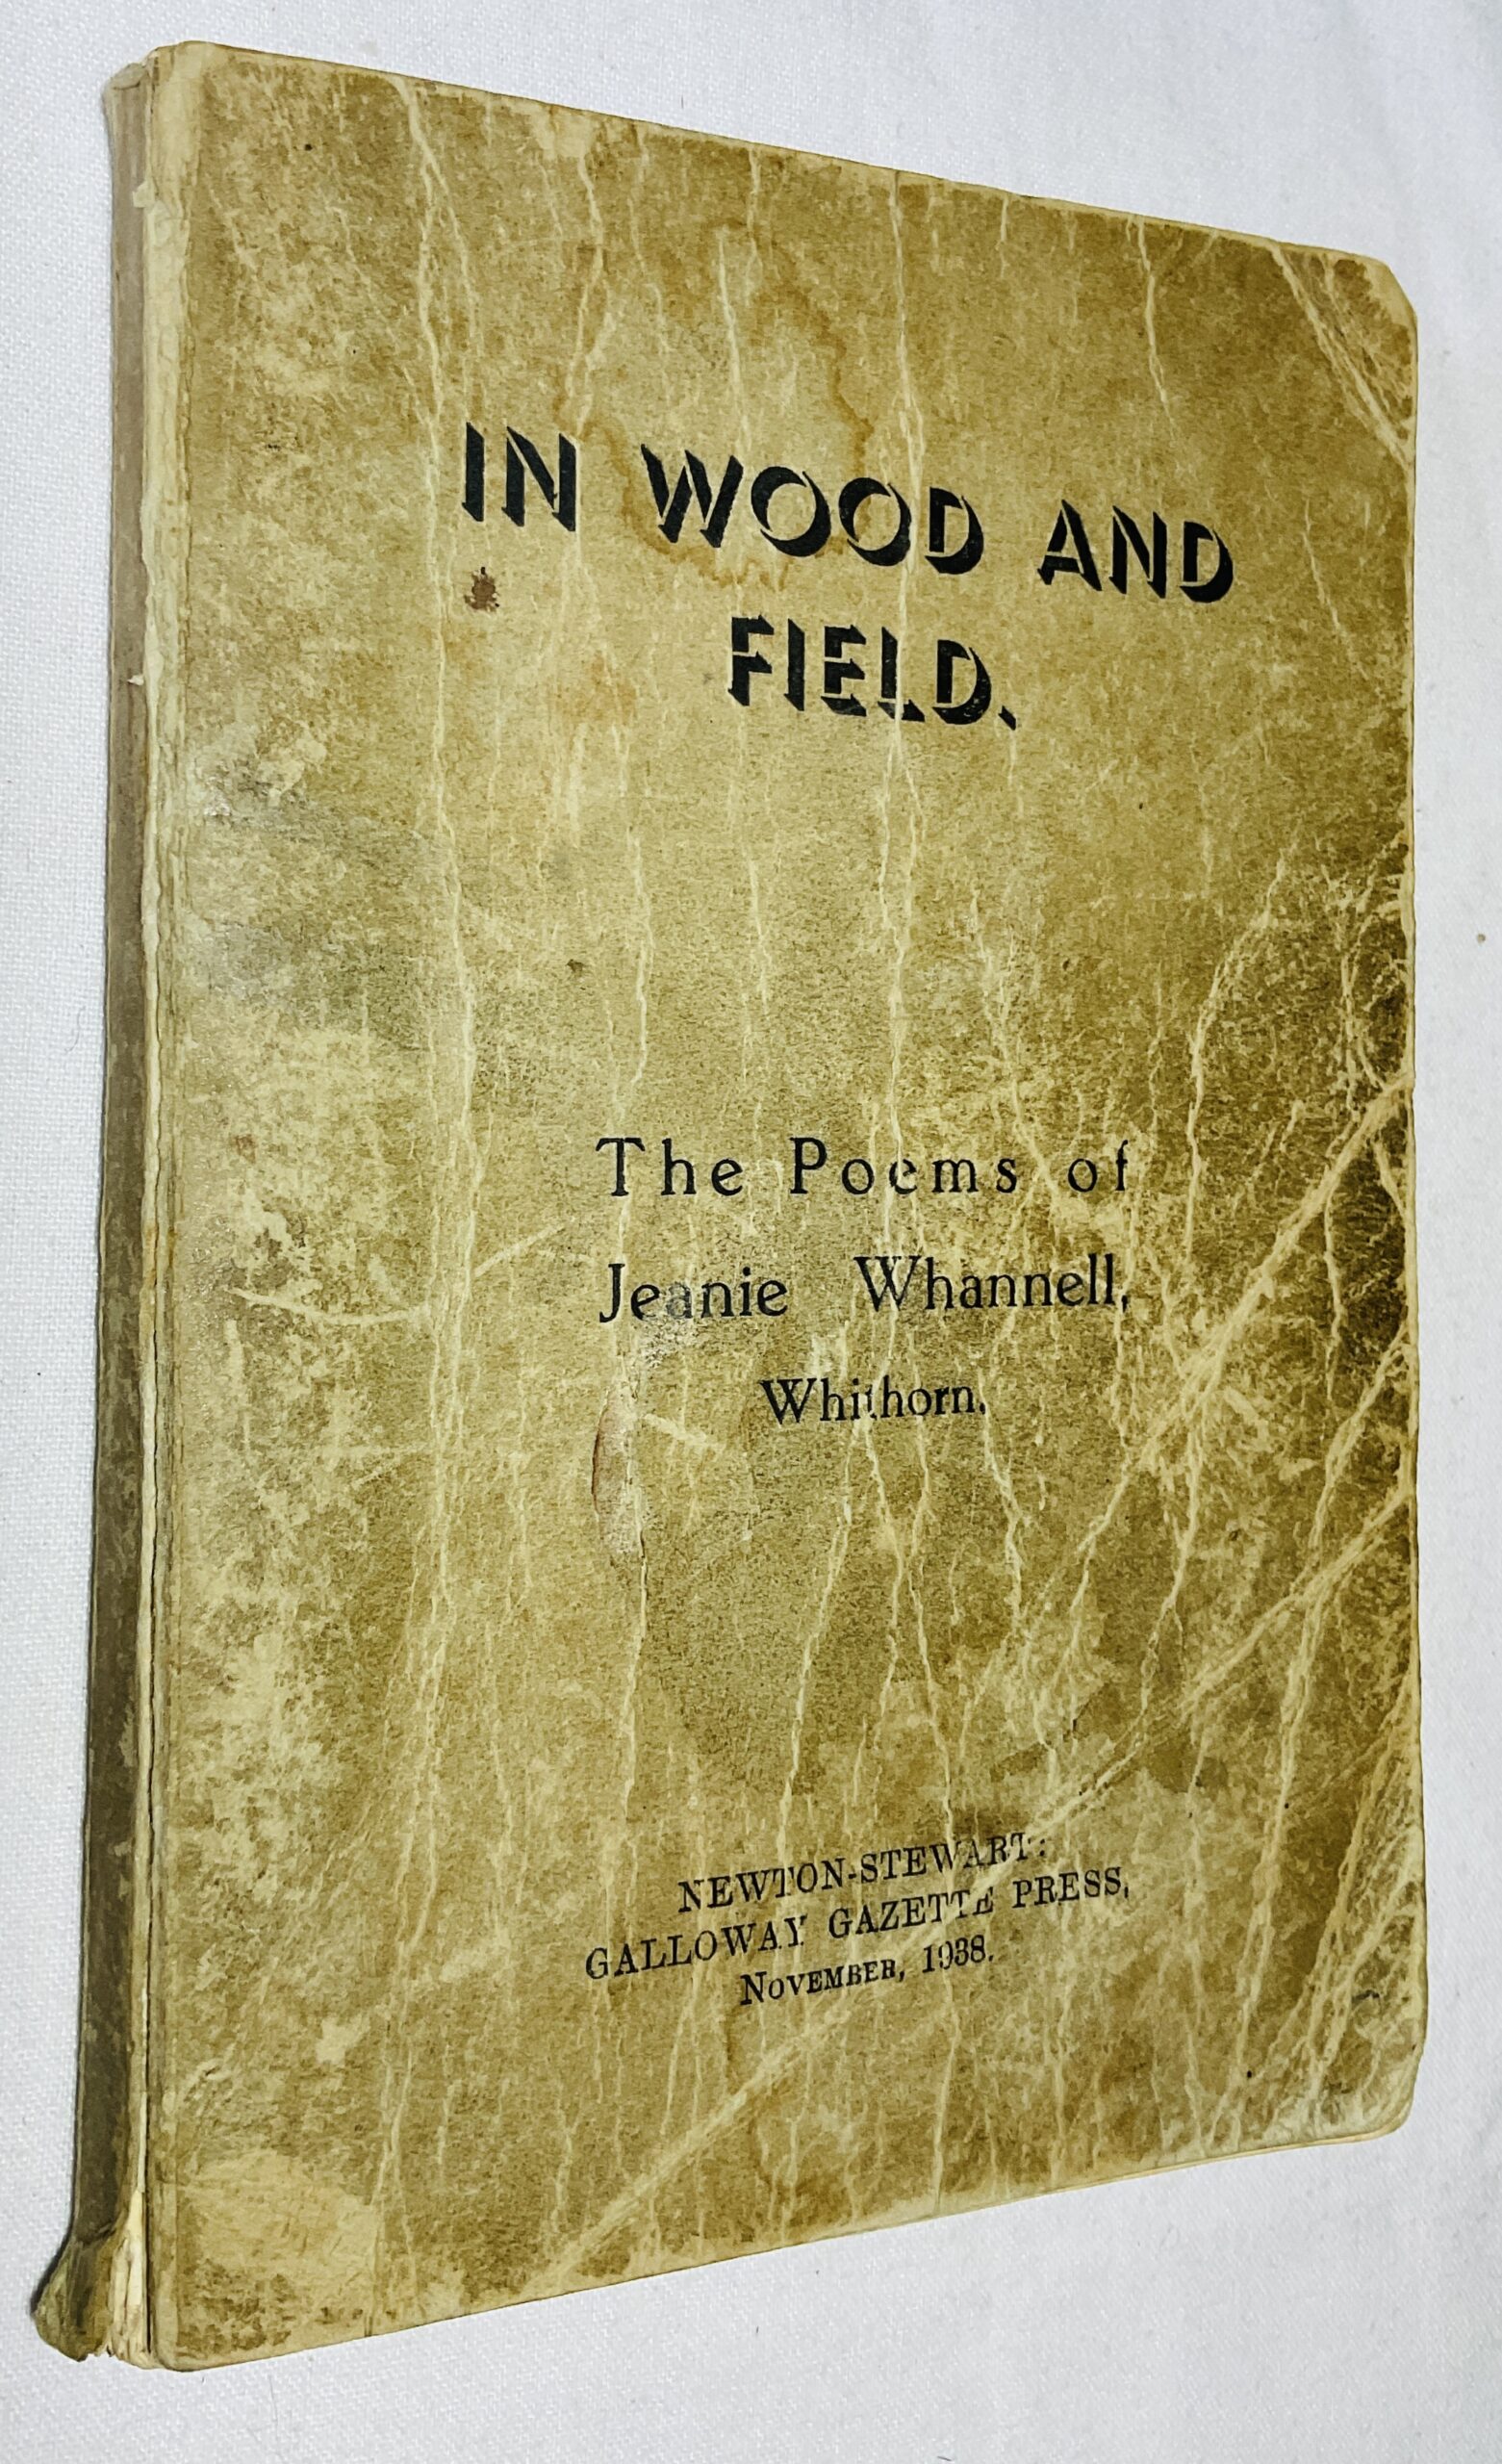 IN WOOD AND
FIELD.
The Poems of
Jeanie Whannell,
Whithorn.
NEWTON-STEWART:
GALLOWAY GAZETTE PRESS,
NOVEMBER, 1938.